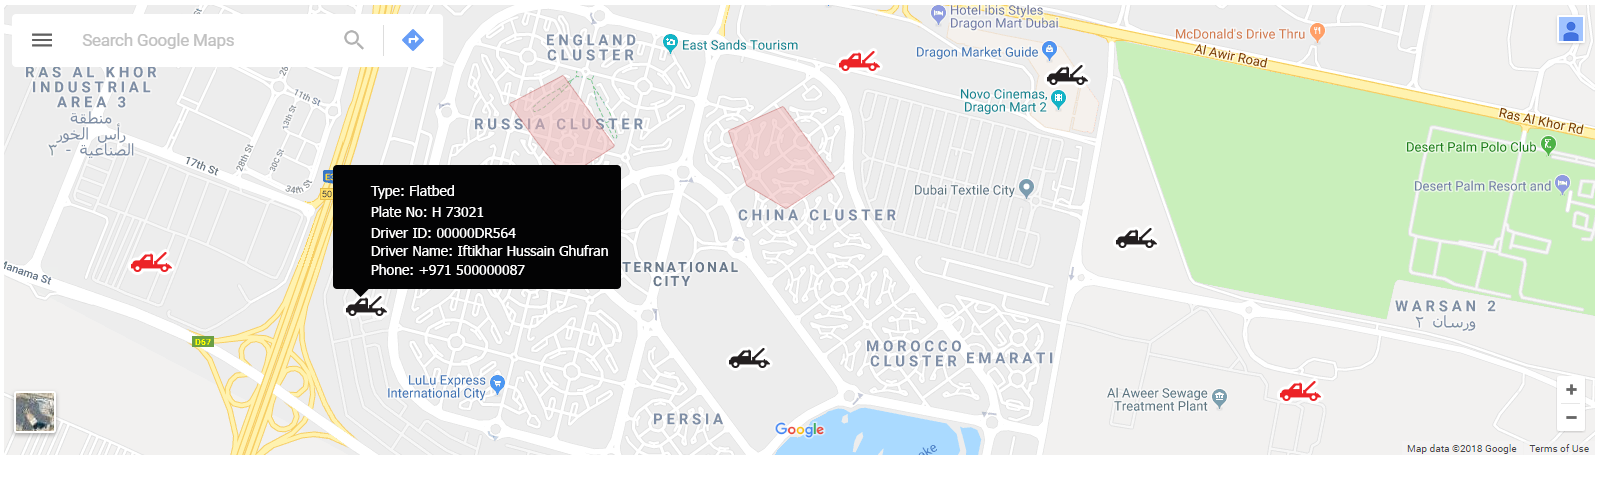 Search Google Maps
RAS AL KHOR
INDUSTRIAL
AREA 3
منطقة
رأس الخور
الصناعية - ٣
11th St
13th St
28th St
30C St
17th St
34th St
Manama St
D67
ENGLAND
CLUSTER
East Sands Tourism
RUSSIA CLUSTER
Type: Flatbed
Plate No: H 73021
Driver ID: 00000DR564
Driver Name: Iftikhar Hussain Ghufran
Phone: +971 500000087
TERNATIONAL
CITY
CHINA CLUSTER
MOROCCO
CLUSTER
EMARATI
LuLu Express
International City
PERSIA
Google
Hotel ibis Styles
Dragon Mart Dubai
Dragon Market Guide
Novo Cinemas,
Dragon Mart 2
McDonald's Drive Thru
Al Awir Road
Ras Al Khor Rd
Desert Palm Polo Club
Desert Palm Resort and
Dubai Textile City
WARSAN 2
ورسان ٢
Al Aweer Sewage
Treatment Plant
Map data ©2018 Google
Terms of Use